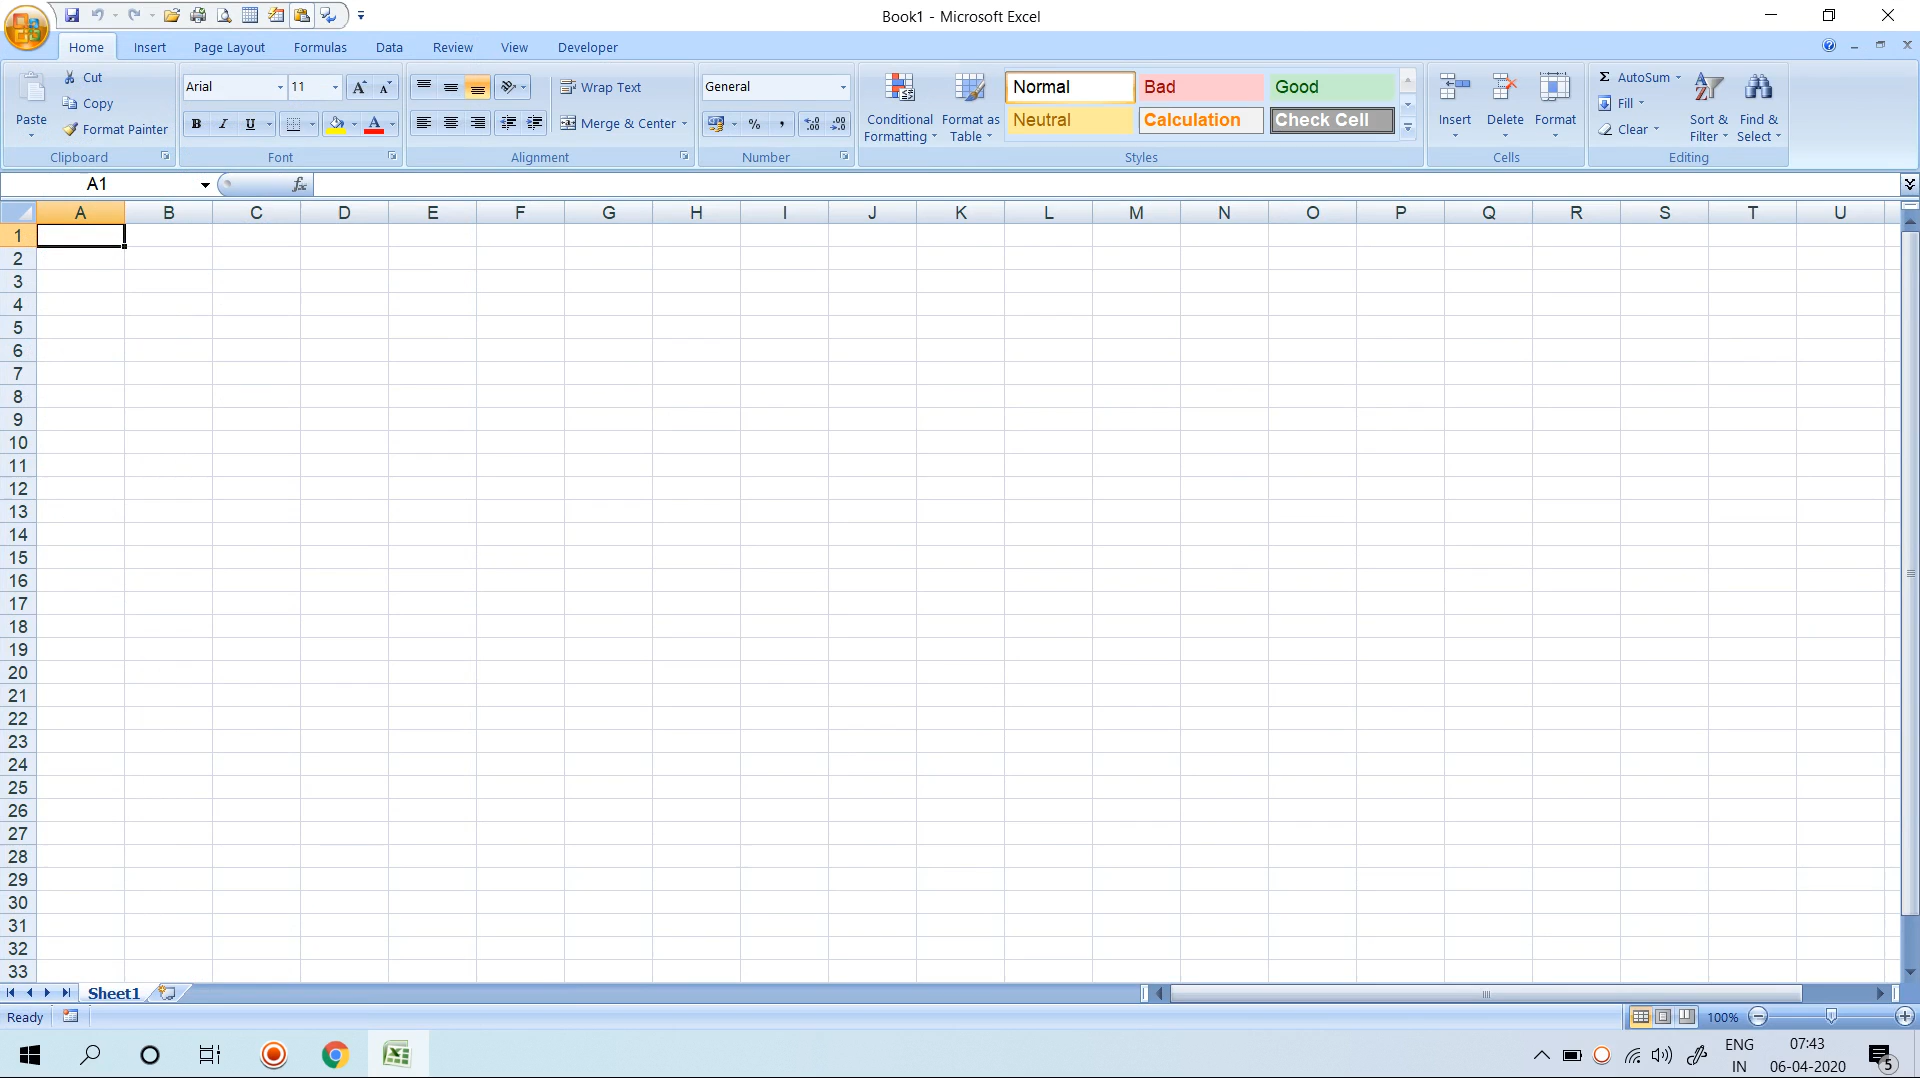 Book1 - Microsoft Excel
Home Insert Page Layout Formulas Data Review View Developer
Paste
Cut
Copy
Format Painter
Clipboard
Arial 11
B I U A
Font
Wrap Text
Merge & Center
Alignment
General
% ,
Number
Conditional Formatting
Format as Table
Normal Bad Good
Neutral Calculation Check Cell
Styles
Insert Delete Format
Cells
Σ AutoSum
Fill
Clear
Sort & Filter
Find & Select
Editing
A1 fx
A B C D E F G H I J K L M N O P Q R S T U
1
2
3
4
5
6
7
8
9
10
11
12
13
14
15
16
17
18
19
20
21
22
23
24
25
26
27
28
29
30
31
32
33
Sheet1
Ready 100%
ENG
IN
07:43
06-04-2020
5